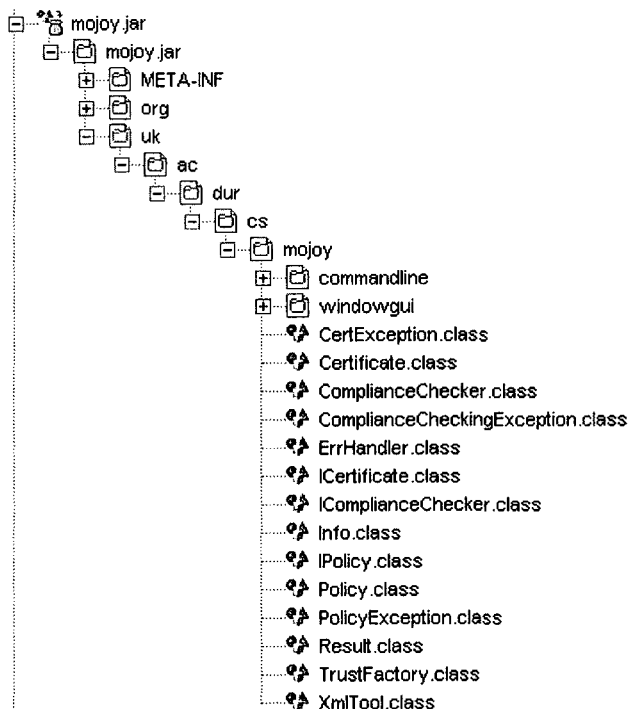 mojoy.jar
mojoy.jar
META-INF
org
uk
ac
dur
cs
mojoy
commandline
windowgui
CertException.class
Certificate.class
ComplianceChecker.class
ComplianceCheckingException.class
ErrHandler.class
ICertificate.class
IComplianceChecker.class
Info.class
IPolicy.class
Policy.class
PolicyException.class
Result.class
TrustFactory.class
XmlTool.class